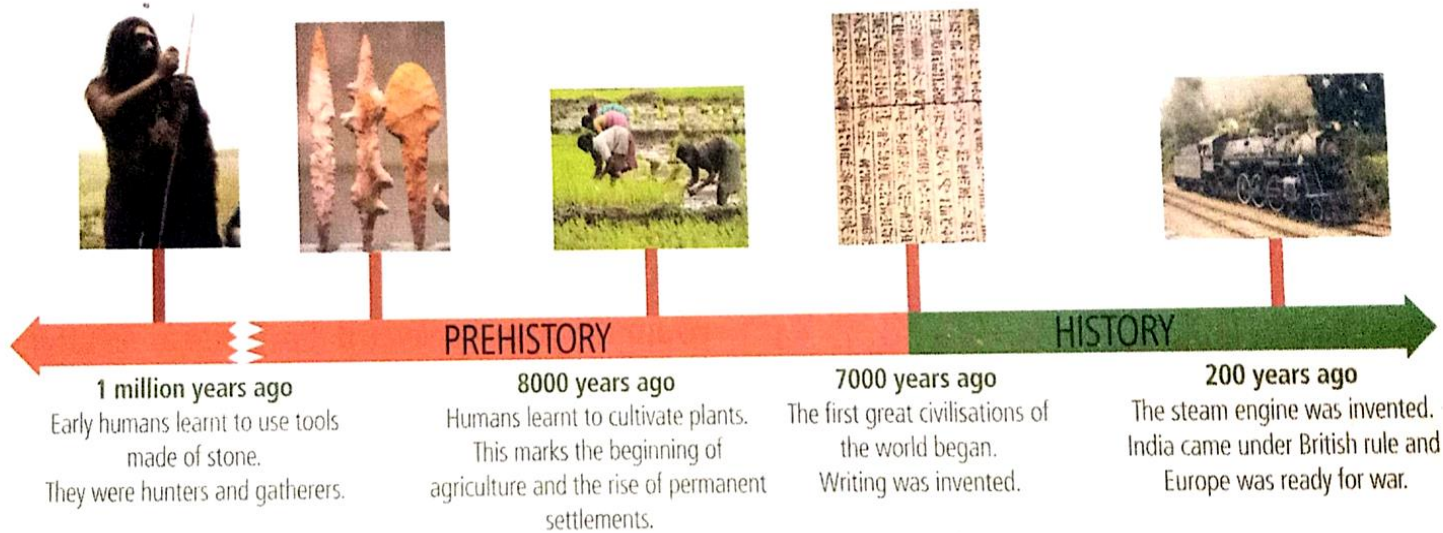 PREHISTORY
HISTORY
1 million years ago
Early humans learnt to use tools
made of stone.
They were hunters and gatherers.
8000 years ago
Humans learnt to cultivate plants.
This marks the beginning of
agriculture and the rise of permanent
settlements.
7000 years ago
The first great civilisations of
the world began.
Writing was invented.
200 years ago
The steam engine was invented.
India came under British rule and
Europe was ready for war.